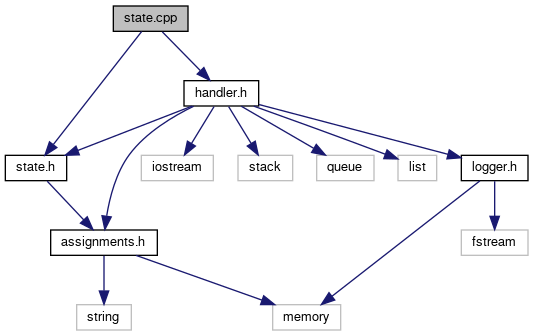 state.cpp
handler.h
state.h
iostream
stack
queue
list
logger.h
assignments.h
fstream
string
memory